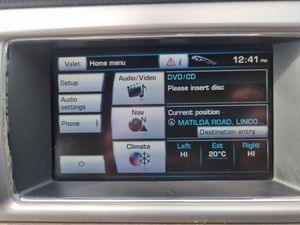 Valet
Home menu
i
12:41 PM
Setup
Audio/Video
DVD/CD
Please insert disc
Audio
settings
Phone
Nav
N
Current position
MATILDA ROAD, LINCO...
Destination entry
Climate
Left
Ext
Right
HI
20°C
HI